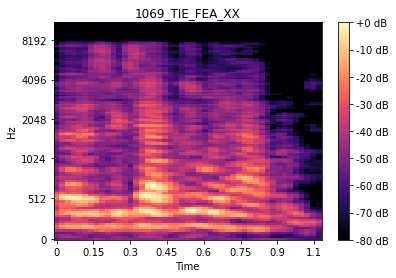 1069_TIE_FEA_XX
8192
4096
2048
1024
512
0
Hz
0 0.15 0.3 0.45 0.6 0.75 0.9 1.1
Time
+0 dB
-10 dB
-20 dB
-30 dB
-40 dB
-50 dB
-60 dB
-70 dB
-80 dB